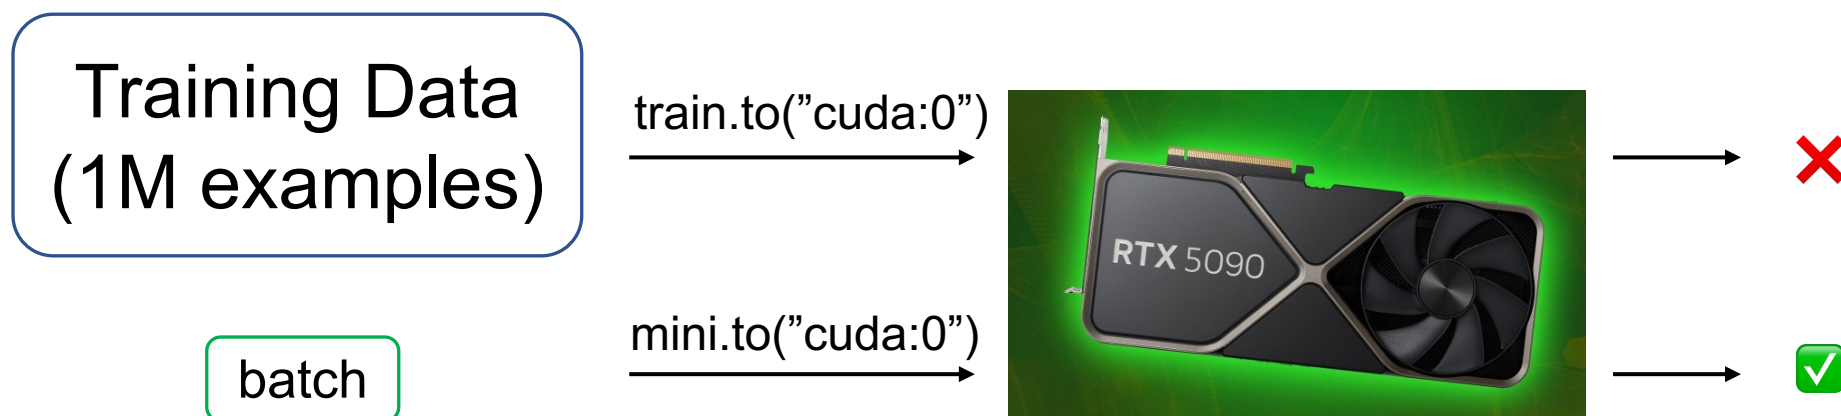 Training Data
(1M examples)
train.to(”cuda:0”)
RTX 5090
mini.to(”cuda:0”)
batch